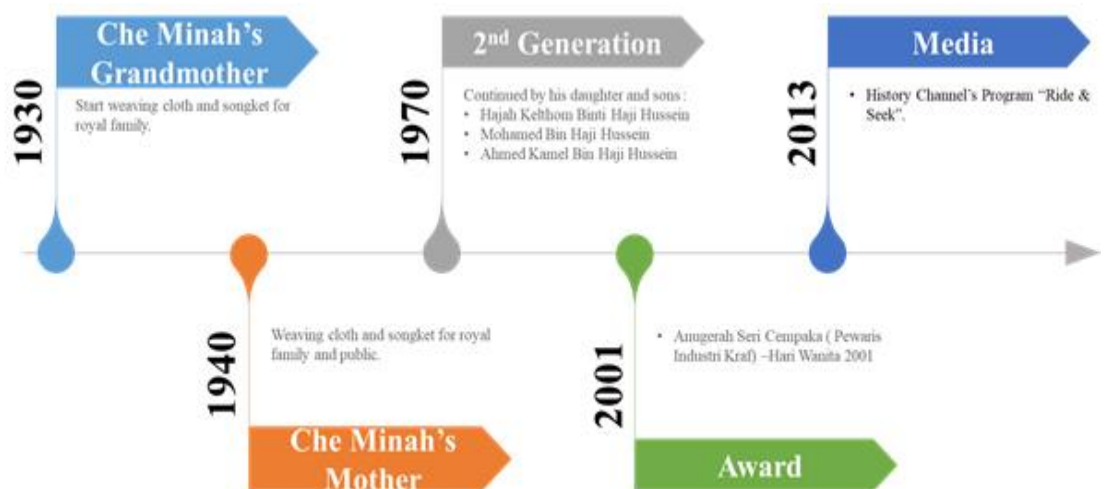 1930
Che Minah's
Grandmother
Start weaving cloth and songket for
royal family.
1940
Weaving cloth and songket for royal
family and public.
Che Minah's
Mother
1970
2nd Generation
Continued by his daughter and sons :
• Hajah Kelthom Binti Haji Hussein
• Mohamed Bin Haji Hussein
• Ahmed Kamel Bin Haji Hussein
2001
• Anugerah Seri Cempaka ( Pewaris
Industri Kraf) –Hari Wanita 2001
Award
2013
Media
• History Channel's Program “Ride &
Seek”.